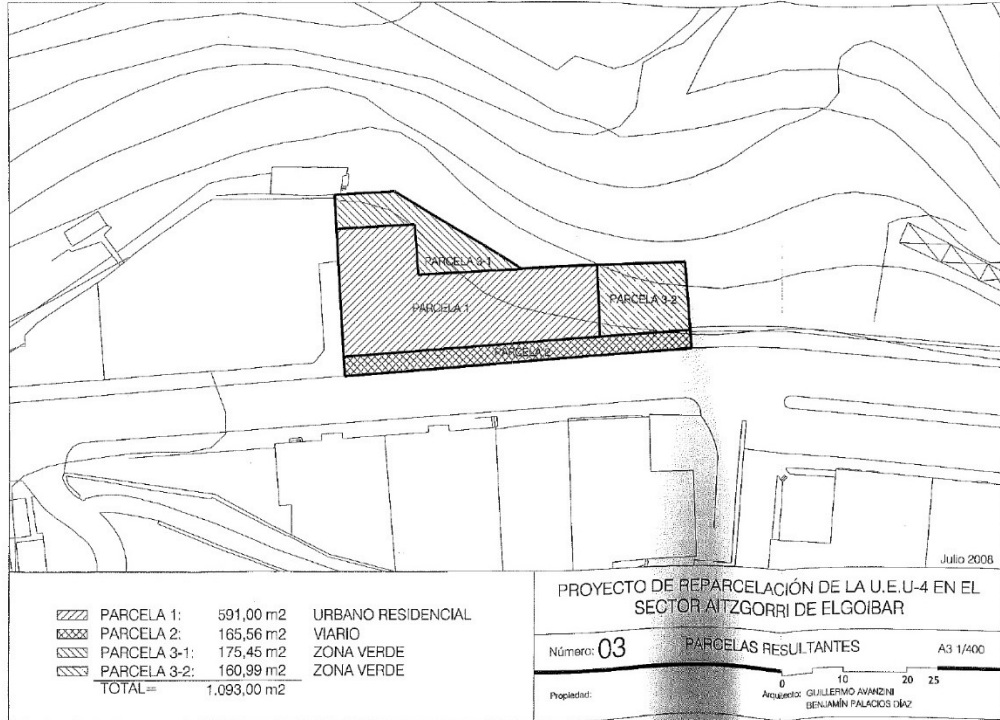 PARCELA 3-1
PARCELA 3-2
PARCELA 1
PARCELA 2
Julio 2008
PARCELA 1: 591,00 m2 URBANO RESIDENCIAL
PARCELA 2: 165,56 m2 VIARIO
PARCELA 3-1: 175,45 m2 ZONA VERDE
PARCELA 3-2: 160,99 m2 ZONA VERDE
TOTAL= 1.093,00 m2
PROYECTO DE REPARCELACIÓN DE LA U.E.U-4 EN EL
SECTOR AITZGORRI DE ELGOIBAR
Número: 03 PARCELAS RESULTANTES A3 1/400
0 10 20 25
Propiedad: Arquitecto: GUILLERMO AVANZINI
BENJAMÍN PALACIOS DÍAZ